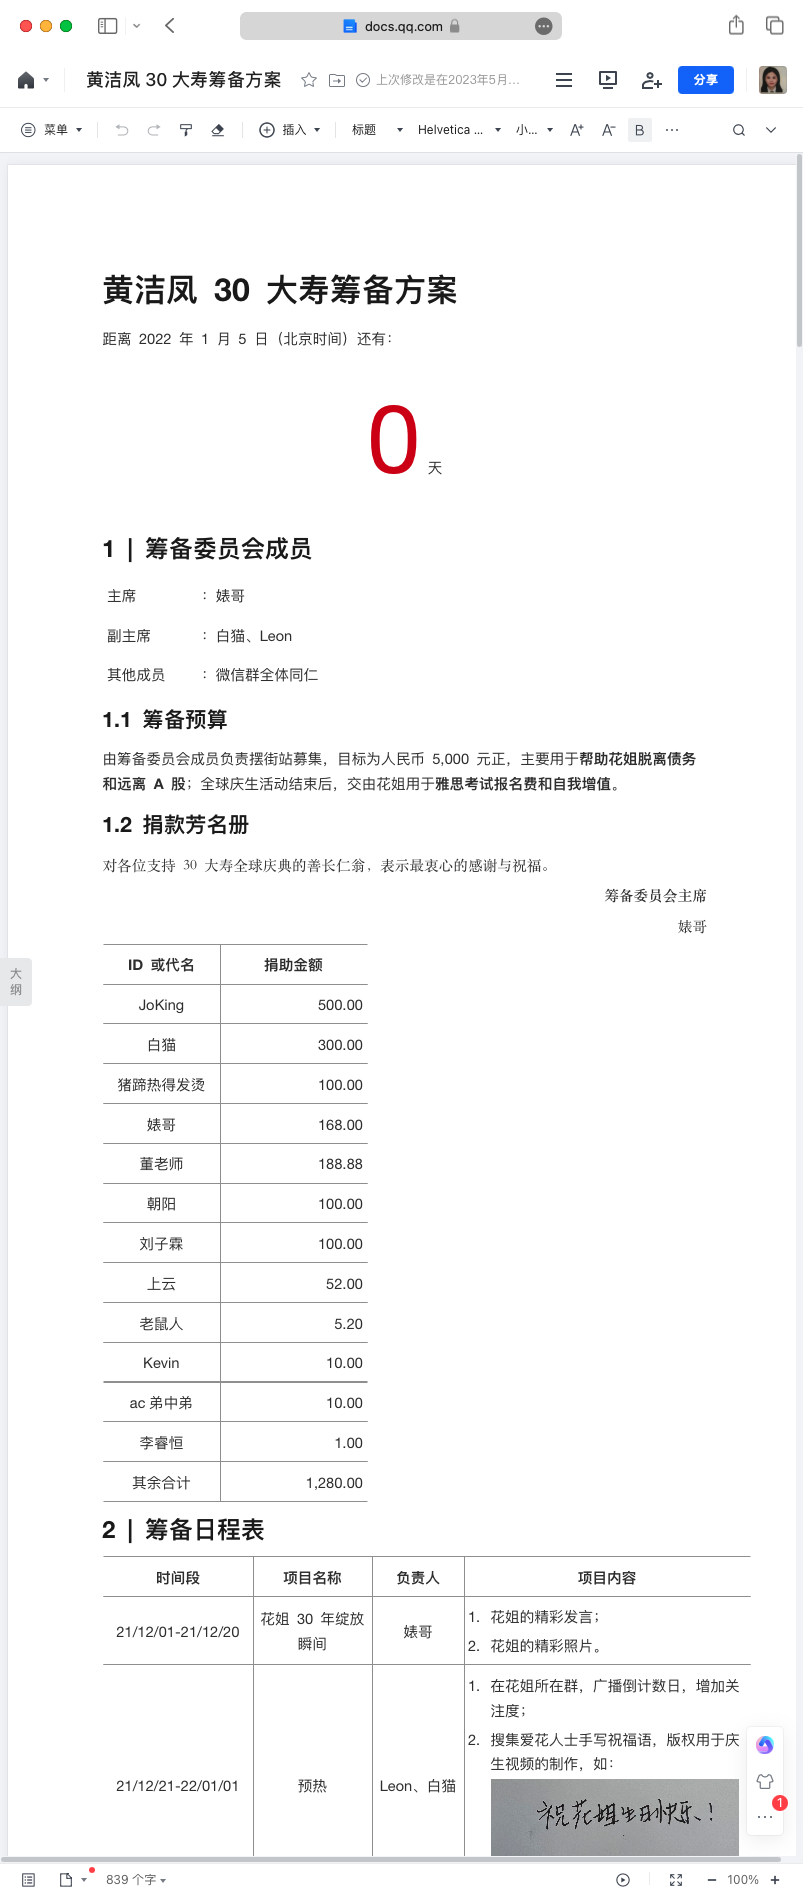 docs.qq.com
黄洁凤 30 大寿筹备方案
上次修改是在2023年5月...
分享
菜单
插入
标题
Helvetica ...
小...
A+
A-
B
黄洁凤 30 大寿筹备方案
距离 2022 年 1 月 5 日（北京时间）还有：
0 天
1 | 筹备委员会成员
主席 ：婊哥
副主席 ：白猫、Leon
其他成员 ：微信群全体同仁
1.1 筹备预算
由筹备委员会成员负责摆街站募集，目标为人民币 5,000 元正，主要用于帮助花姐脱离债务
和远离 A 股；全球庆生活动结束后，交由花姐用于雅思考试报名费和自我增值。
1.2 捐款芳名册
对各位支持 30 大寿全球庆典的善长仁翁，表示最衷心的感谢与祝福。
筹备委员会主席
婊哥
大纲
ID 或代名 捐助金额
JoKing 500.00
白猫 300.00
猪蹄热得发烫 100.00
婊哥 168.00
董老师 188.88
朝阳 100.00
刘子霖 100.00
上云 52.00
老鼠人 5.20
Kevin 10.00
ac 弟中弟 10.00
李睿恒 1.00
其余合计 1,280.00
2 | 筹备日程表
时间段 项目名称 负责人 项目内容
21/12/01-21/12/20 花姐 30 年绽放瞬间 婊哥
1. 花姐的精彩发言；
2. 花姐的精彩照片。
21/12/21-22/01/01 预热 Leon、白猫
1. 在花姐所在群，广播倒计数日，增加关
注度；
2. 搜集爱花人士手写祝福语，版权用于庆
生视频的制作，如：
祝花姐生日快乐、！
1
839 个字
100%